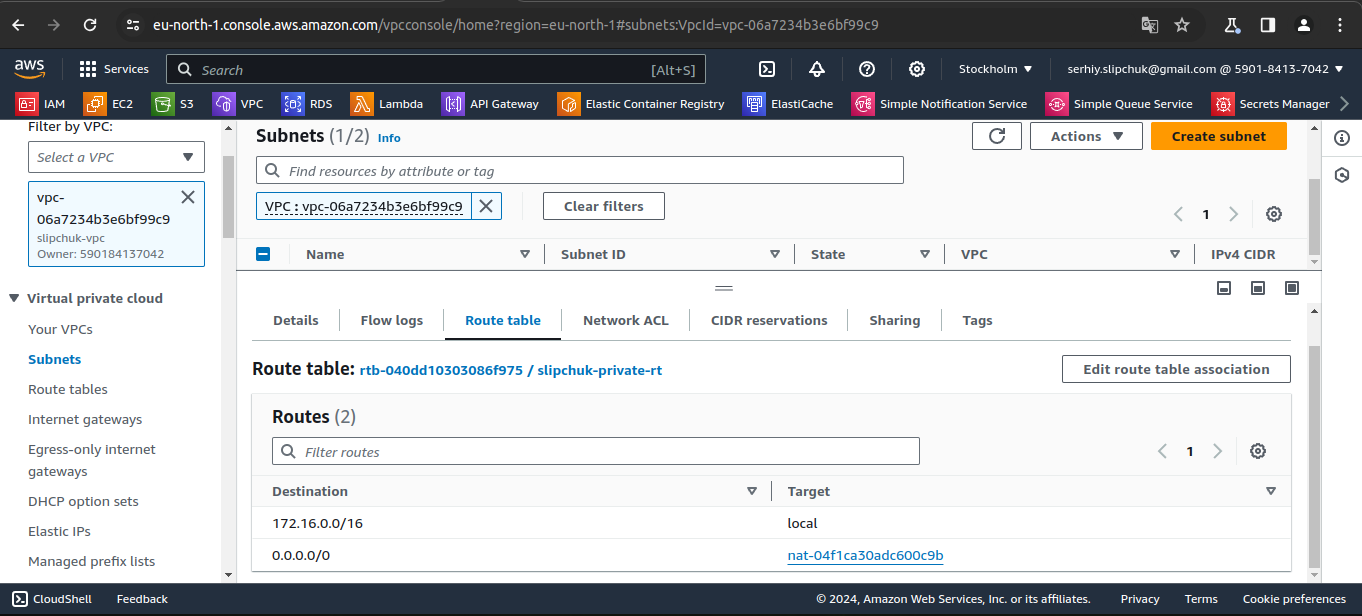 eu-north-1.console.aws.amazon.com/vpcconsole/home?region=eu-north-1#subnets:VpcId=vpc-06a7234b3e6bf99c9
aws Services Search [Alt+S] Stockholm serhiy.slipchuk@gmail.com @ 5901-8413-7042
IAM EC2 S3 VPC RDS Lambda API Gateway Elastic Container Registry ElastiCache Simple Notification Service Simple Queue Service Secrets Manager
Filter by VPC:
Select a VPC
vpc-
06a7234b3e6bf99c9
slipchuk-vpc
Owner: 590184137042
Virtual private cloud
Your VPCs
Subnets
Route tables
Internet gateways
Egress-only internet
gateways
DHCP option sets
Elastic IPs
Managed prefix lists
Subnets (1/2) Info
Actions
Create subnet
Find resources by attribute or tag
VPC : vpc-06a7234b3e6bf99c9
Clear filters
1
Name Subnet ID State VPC IPv4 CIDR
Details Flow logs Route table Network ACL CIDR reservations Sharing Tags
Route table: rtb-040dd10303086f975 / slipchuk-private-rt
Edit route table association
Routes (2)
Filter routes
1
Destination Target
172.16.0.0/16 local
0.0.0.0/0 nat-04f1ca30adc600c9b
CloudShell Feedback © 2024, Amazon Web Services, Inc. or its affiliates. Privacy Terms Cookie preferences